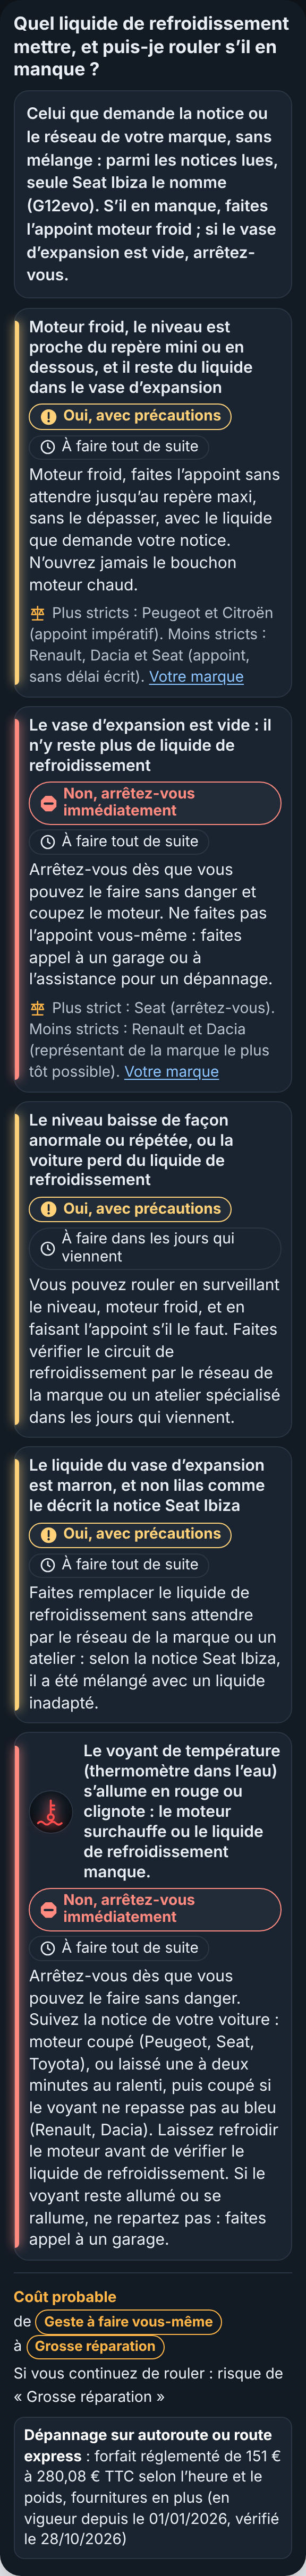 Quel liquide de refroidissement
mettre, et puis-je rouler s’il en
manque ?
Celui que demande la notice ou
le réseau de votre marque, sans
mélange : parmi les notices lues,
seule Seat Ibiza le nomme
(G12evo). S’il en manque, faites
l’appoint moteur froid ; si le vase
d’expansion est vide, arrêtez-
vous.
Moteur froid, le niveau est
proche du repère mini ou en
dessous, et il reste du liquide
dans le vase d’expansion
Oui, avec précautions
À faire tout de suite
Moteur froid, faites l’appoint sans
attendre jusqu’au repère maxi,
sans le dépasser, avec le liquide
que demande votre notice.
N’ouvrez jamais le bouchon
moteur chaud.
Plus stricts : Peugeot et Citroën
(appoint impératif). Moins stricts :
Renault, Dacia et Seat (appoint,
sans délai écrit). Votre marque
Le vase d’expansion est vide : il
n’y reste plus de liquide de
refroidissement
Non, arrêtez-vous
immédiatement
À faire tout de suite
Arrêtez-vous dès que vous
pouvez le faire sans danger et
coupez le moteur. Ne faites pas
l’appoint vous-même : faites
appel à un garage ou à
l’assistance pour un dépannage.
Plus strict : Seat (arrêtez-vous).
Moins stricts : Renault et Dacia
(représentant de la marque le plus
tôt possible). Votre marque
Le niveau baisse de façon
anormale ou répétée, ou la
voiture perd du liquide de
refroidissement
Oui, avec précautions
À faire dans les jours qui
viennent
Vous pouvez rouler en surveillant
le niveau, moteur froid, et en
faisant l’appoint s’il le faut. Faites
vérifier le circuit de
refroidissement par le réseau de
la marque ou un atelier spécialisé
dans les jours qui viennent.
Le liquide du vase d’expansion
est marron, et non lilas comme
le décrit la notice Seat Ibiza
Oui, avec précautions
À faire tout de suite
Faites remplacer le liquide de
refroidissement sans attendre
par le réseau de la marque ou un
atelier : selon la notice Seat Ibiza,
il a été mélangé avec un liquide
inadapté.
Le voyant de température
(thermomètre dans l’eau)
s’allume en rouge ou
clignote : le moteur
surchauffe ou le liquide
de refroidissement
manque.
Non, arrêtez-vous
immédiatement
À faire tout de suite
Arrêtez-vous dès que vous
pouvez le faire sans danger.
Suivez la notice de votre voiture :
moteur coupé (Peugeot, Seat,
Toyota), ou laissé une à deux
minutes au ralenti, puis coupé si
le voyant ne repasse pas au bleu
(Renault, Dacia). Laissez refroidir
le moteur avant de vérifier le
liquide de refroidissement. Si le
voyant reste allumé ou se
rallume, ne repartez pas : faites
appel à un garage.
Coût probable
de Geste à faire vous-même
à Grosse réparation
Si vous continuez de rouler : risque de
« Grosse réparation »
Dépannage sur autoroute ou route
express : forfait réglementé de 151 €
à 280,08 € TTC selon l’heure et le
poids, fournitures en plus (en
vigueur depuis le 01/01/2026, vérifié
le 28/10/2026)